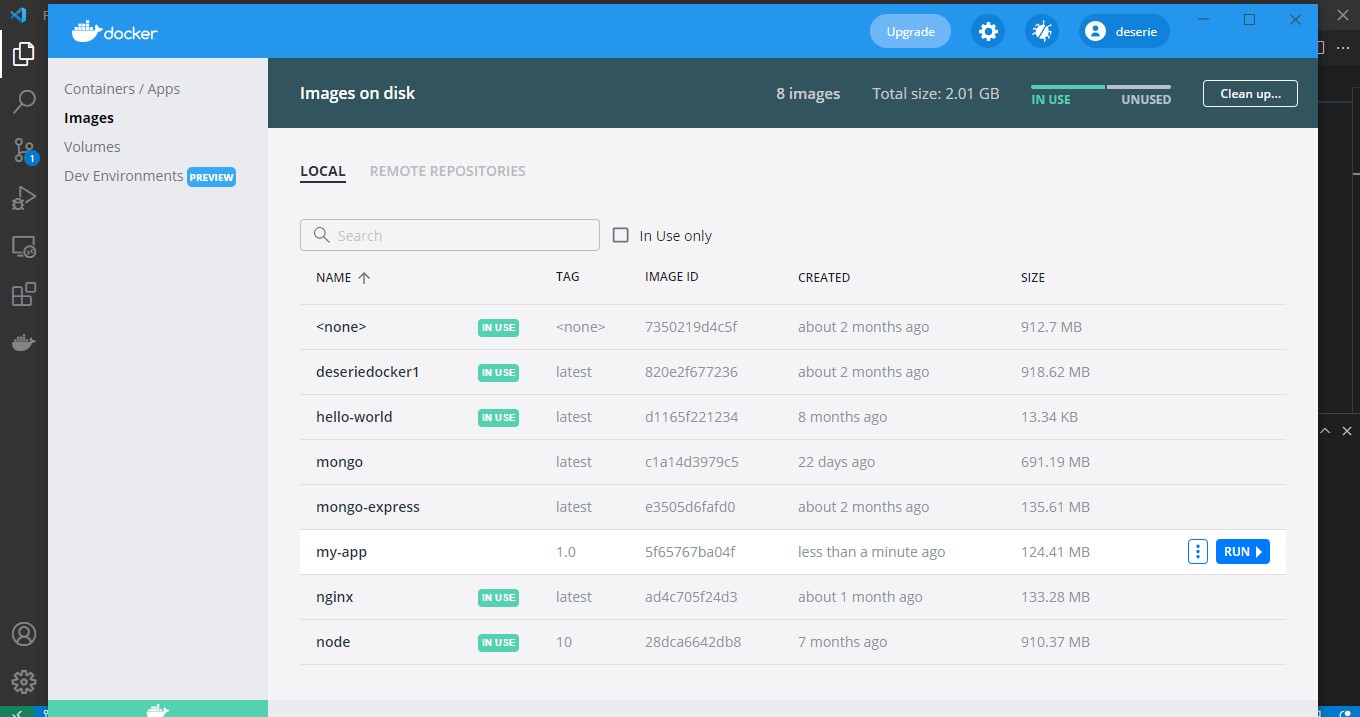 docker
Upgrade
deserie
Containers / Apps
Images
Volumes
Dev Environments PREVIEW
Images on disk
8 images
Total size: 2.01 GB
IN USE UNUSED
Clean up...
LOCAL REMOTE REPOSITORIES
Search
In Use only
NAME TAG IMAGE ID CREATED SIZE
<none> IN USE <none> 7350219d4c5f about 2 months ago 912.7 MB
deseriedocker1 IN USE latest 820e2f677236 about 2 months ago 918.62 MB
hello-world IN USE latest d1165f221234 8 months ago 13.34 KB
mongo latest c1a14d3979c5 22 days ago 691.19 MB
mongo-express latest e3505d6fafd0 about 2 months ago 135.61 MB
my-app 1.0 5f65767ba04f less than a minute ago 124.41 MB RUN
nginx IN USE latest ad4c705f24d3 about 1 month ago 133.28 MB
node IN USE 10 28dca6642db8 7 months ago 910.37 MB
1